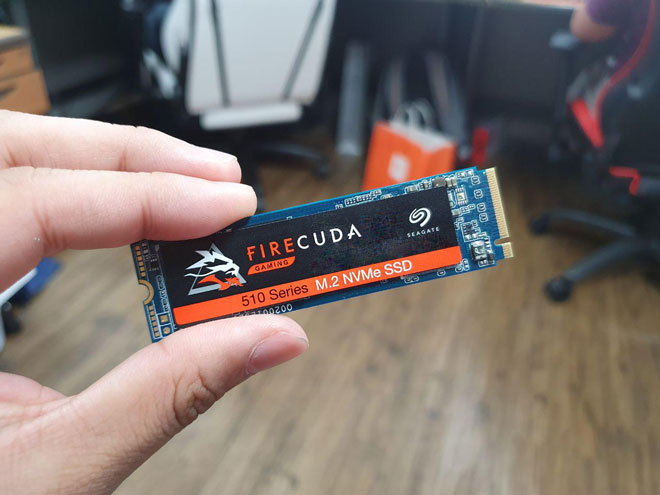 FIRECUDA
GAMING
SEAGATE
510 Series M.2 NVMe SSD